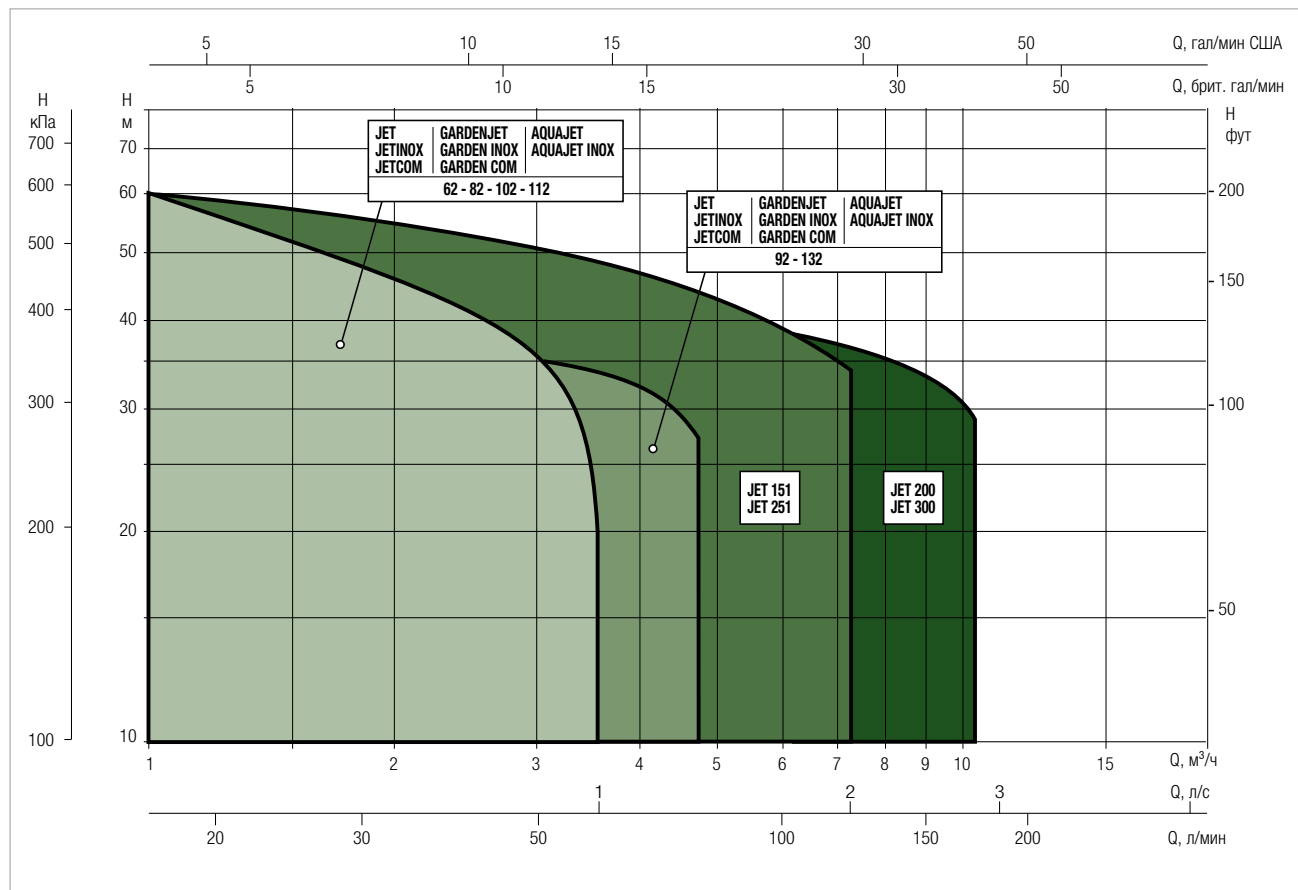 5 10 15 30 50 Q, гал/мин США
5 10 15 30 50 Q, брит. гал/мин
H
кПа
H
м
H
фут
700
600
500
400
300
200
100
70
60
50
40
30
20
10
200
150
100
50
JET GARDENJET AQUAJET
JETINOX GARDEN INOX AQUAJET INOX
JETCOM GARDEN COM
62 - 82 - 102 - 112
JET GARDENJET AQUAJET
JETINOX GARDEN INOX AQUAJET INOX
JETCOM GARDEN COM
92 - 132
JET 151
JET 251
JET 200
JET 300
1 2 3 4 5 6 7 8 9 10 15 Q, м³/ч
1 2 3 Q, л/с
20 30 50 100 150 200 Q, л/мин